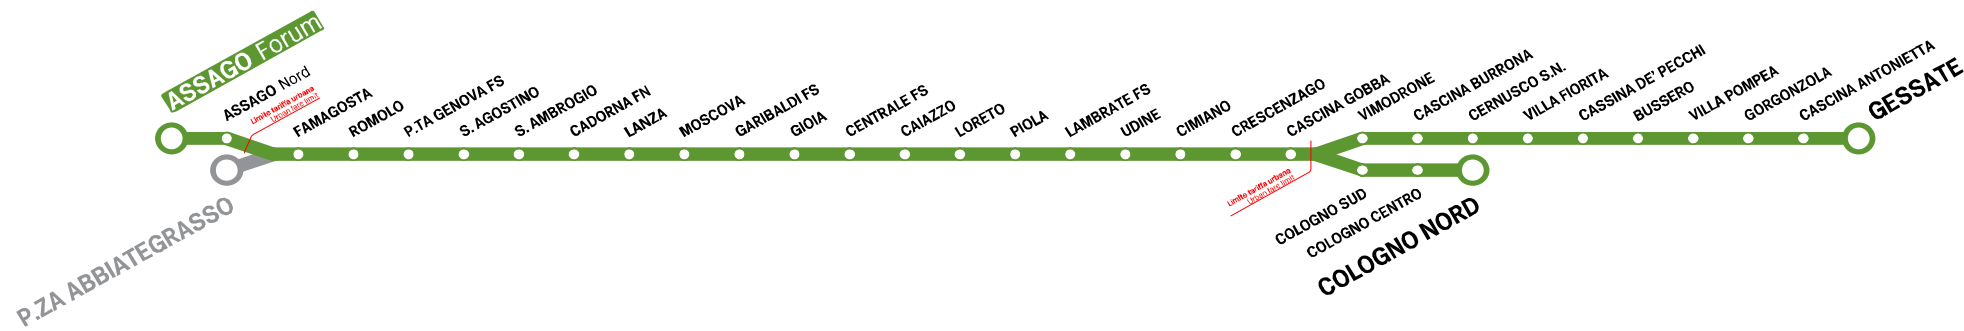 ASSAGO Forum
ASSAGO Nord
Limite tariffa urbana
Urban fare limit
P.ZA ABBIATEGRASSO
FAMAGOSTA
ROMOLO
P.TA GENOVA FS
S. AGOSTINO
S. AMBROGIO
CADORNA FN
LANZA
MOSCOVA
GARIBALDI FS
GIOIA
CENTRALE FS
CAIAZZO
LORETO
PIOLA
LAMBRATE FS
UDINE
CIMIANO
CRESCENZAGO
CASCINA GOBBA
Limite tariffa urbana
Urban fare limit
VIMODRONE
CASCINA BURRONA
CERNUSCO S.N.
VILLA FIORITA
CASSINA DE' PECCHI
BUSSERO
VILLA POMPEA
GORGONZOLA
CASCINA ANTONIETTA
GESSATE
COLOGNO SUD
COLOGNO CENTRO
COLOGNO NORD